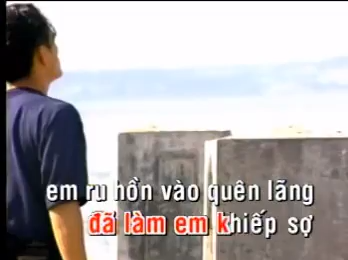 em ru hồn vào quên lãng
đã làm em khiếp sợ